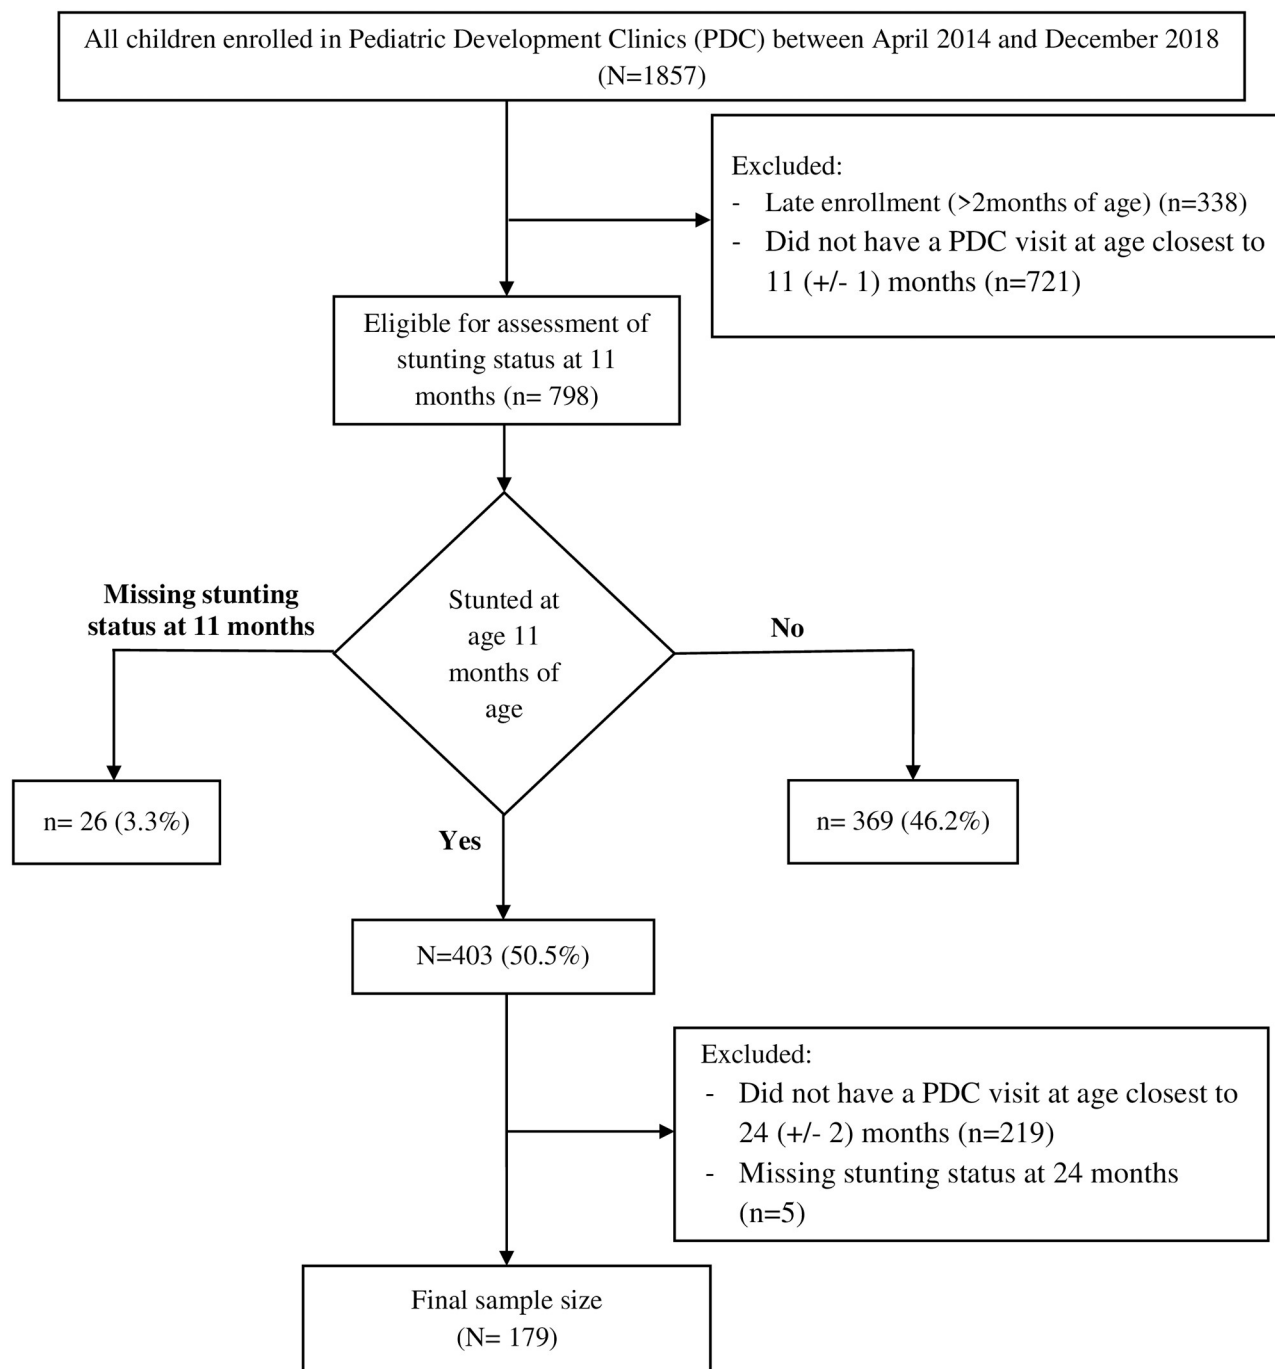 All children enrolled in Pediatric Development Clinics (PDC) between April 2014 and December 2018
(N=1857)
Excluded:
- Late enrollment (>2months of age) (n=338)
- Did not have a PDC visit at age closest to
11 (+/- 1) months (n=721)
Eligible for assessment of
stunting status at 11
months (n= 798)
Stunted at
age 11
months of
age
Missing stunting
status at 11 months
No
n= 26 (3.3%)
n= 369 (46.2%)
Yes
N=403 (50.5%)
Excluded:
- Did not have a PDC visit at age closest to
24 (+/- 2) months (n=219)
- Missing stunting status at 24 months
(n=5)
Final sample size
(N= 179)